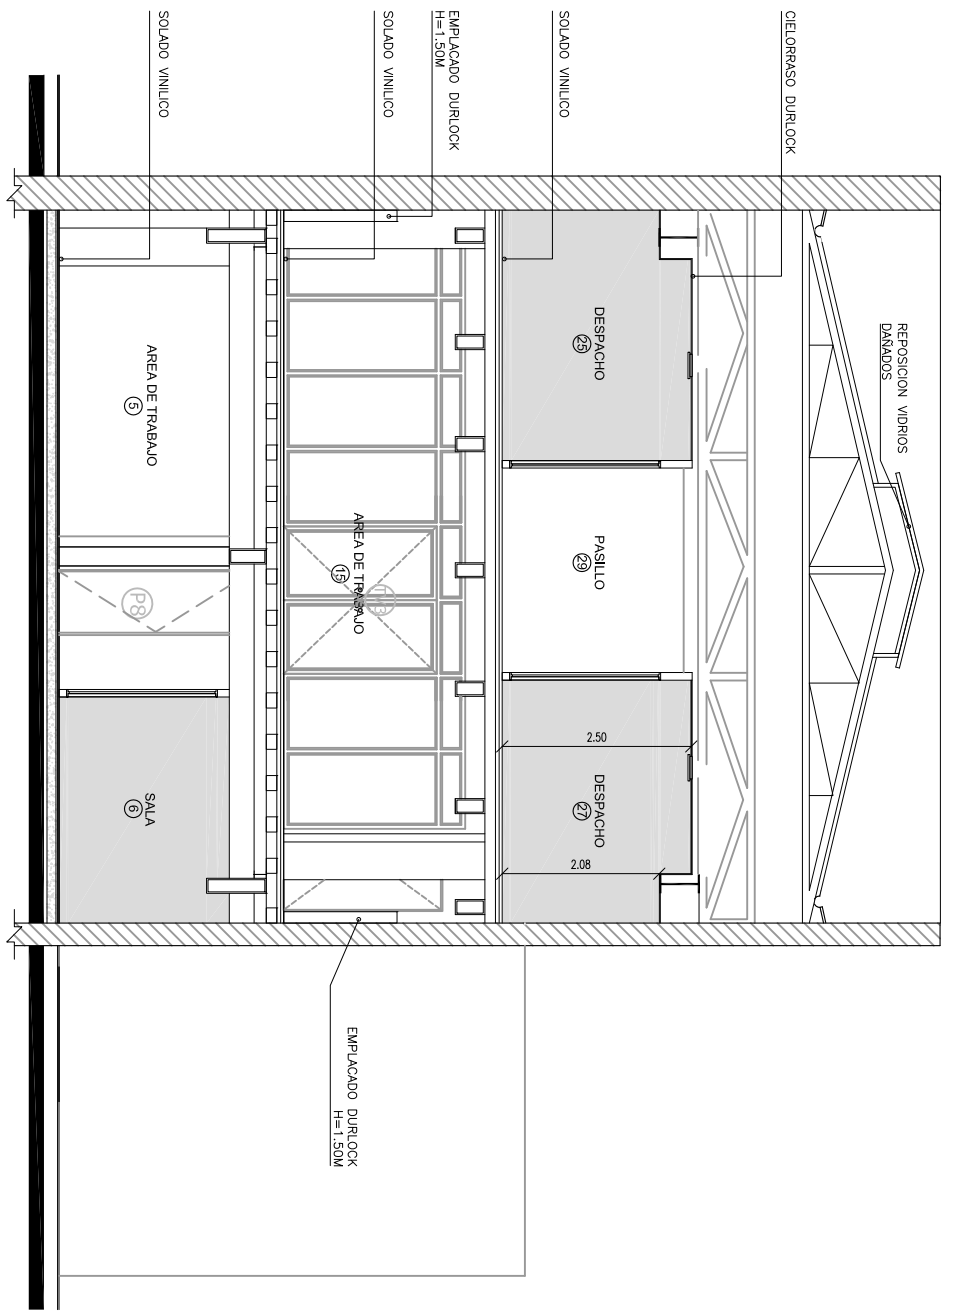 REPOSICION VIDRIOS
DAÑADOS
CIELORRASO DURLOCK
SOLADO VINILICO
EMPLACADO DURLOCK
H=1.50M
SOLADO VINILICO
SOLADO VINILICO
DESPACHO
25
PASILLO
29
DESPACHO
27
2.50
2.08
AREA DE TRABAJO
15
EMPLACADO DURLOCK
H=1.50M
AREA DE TRABAJO
5
P8
SALA
6